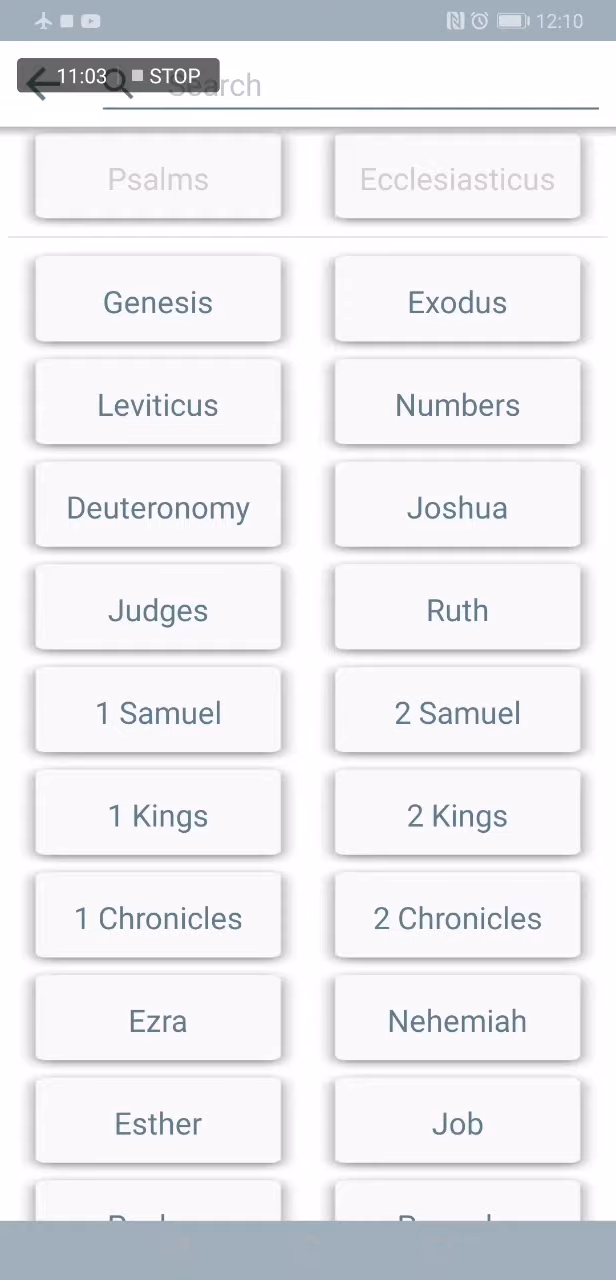 12:10
11:03 STOP
Search
Psalms Ecclesiasticus
Genesis Exodus
Leviticus Numbers
Deuteronomy Joshua
Judges Ruth
1 Samuel 2 Samuel
1 Kings 2 Kings
1 Chronicles 2 Chronicles
Ezra Nehemiah
Esther Job